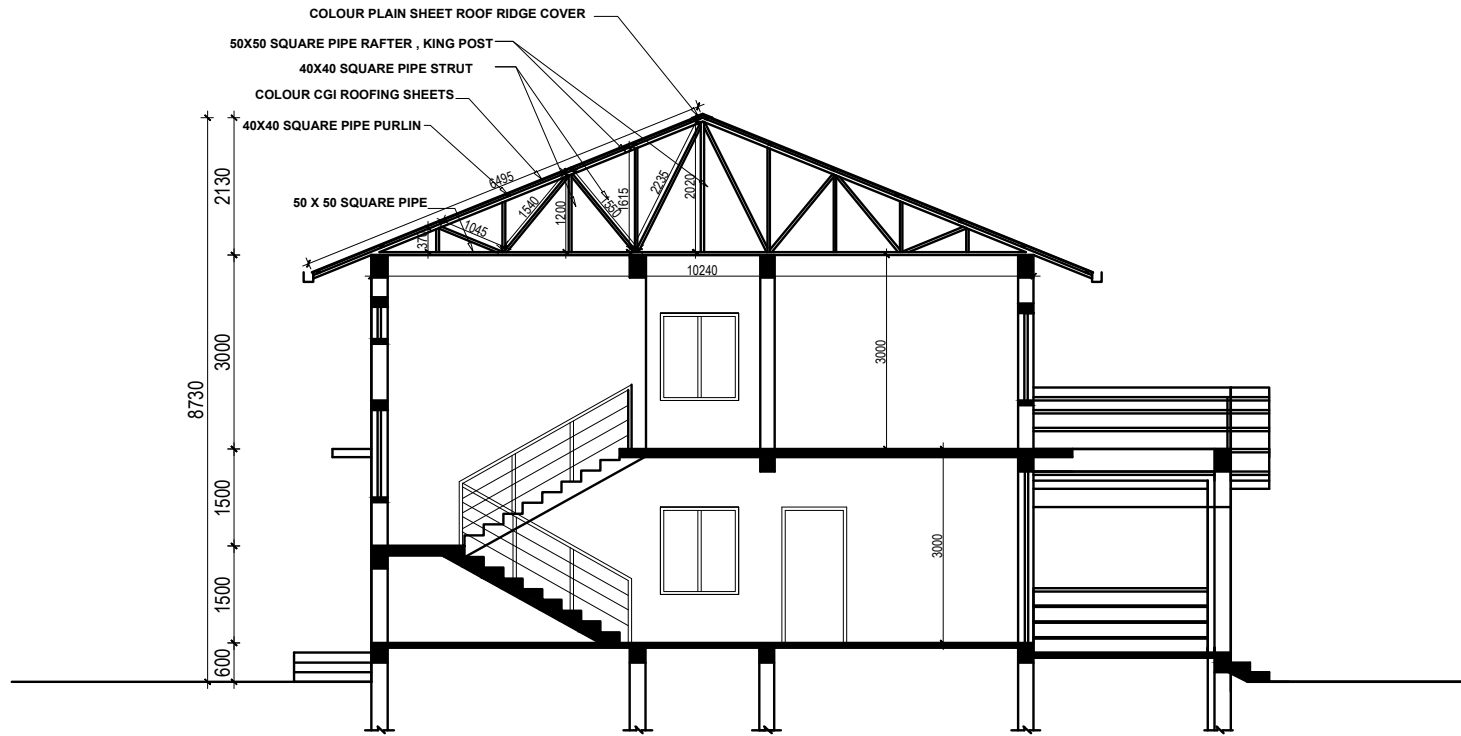 COLOUR PLAIN SHEET ROOF RIDGE COVER
50X50 SQUARE PIPE RAFTER , KING POST
40X40 SQUARE PIPE STRUT
COLOUR CGI ROOFING SHEETS
40X40 SQUARE PIPE PURLIN
50 X 50 SQUARE PIPE
6495
1045
1540
1200
1550
1615
2235
2020
10240
2130
3000
8730
1500
1500
600
3000
3000